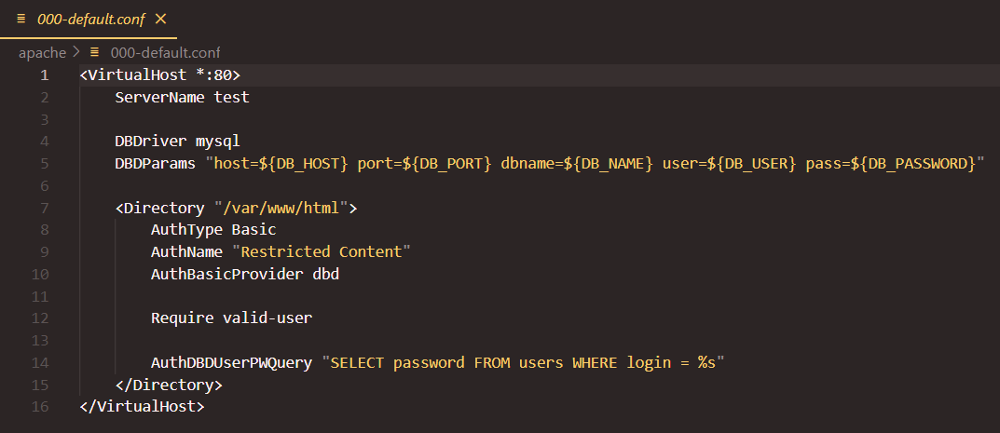 000-default.conf
apache > 000-default.conf
1 <VirtualHost *:80>
2     ServerName test
3
4     DBDriver mysql
5     DBDParams "host=${DB_HOST} port=${DB_PORT} dbname=${DB_NAME} user=${DB_USER} pass=${DB_PASSWORD}"
6
7     <Directory "/var/www/html">
8         AuthType Basic
9         AuthName "Restricted Content"
10         AuthBasicProvider dbd
11
12         Require valid-user
13
14         AuthDBDUserPWQuery "SELECT password FROM users WHERE login = %s"
15     </Directory>
16 </VirtualHost>